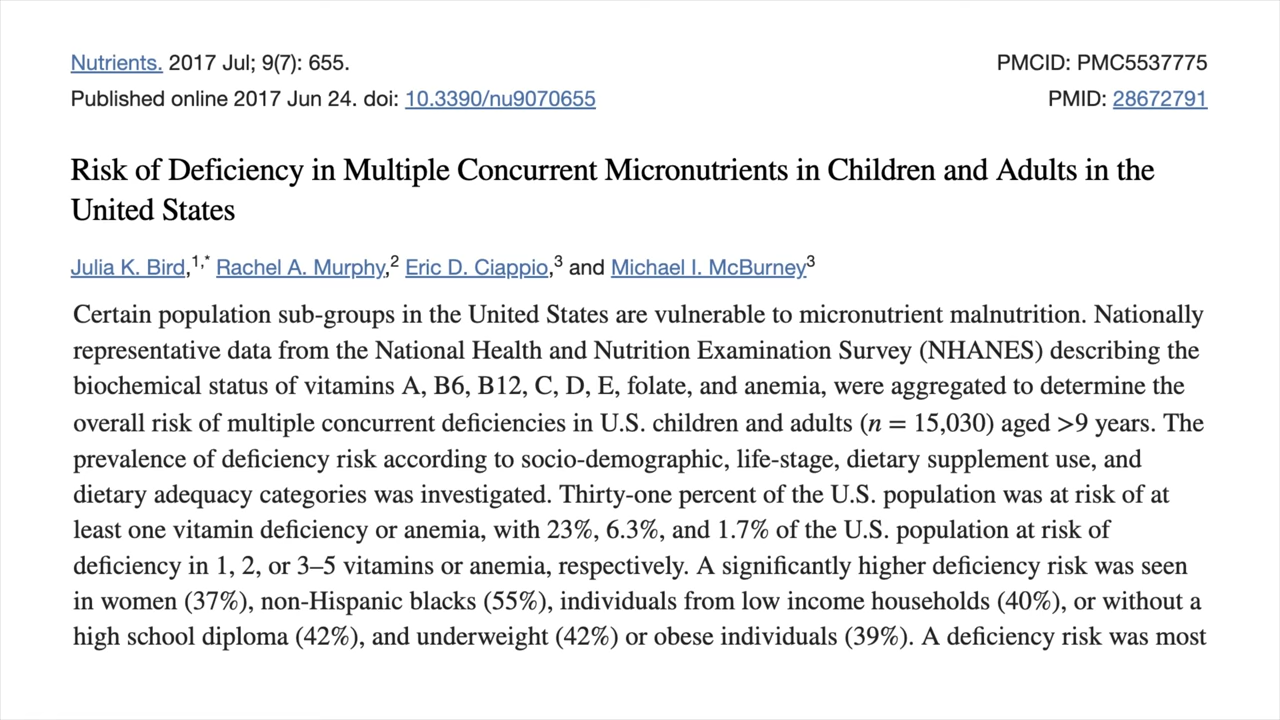 Nutrients. 2017 Jul; 9(7): 655.
PMCID: PMC5537775
Published online 2017 Jun 24. doi: 10.3390/nu9070655
PMID: 28672791
Risk of Deficiency in Multiple Concurrent Micronutrients in Children and Adults in the
United States
Julia K. Bird,1,* Rachel A. Murphy,2 Eric D. Ciappio,3 and Michael I. McBurney3
Certain population sub-groups in the United States are vulnerable to micronutrient malnutrition. Nationally
representative data from the National Health and Nutrition Examination Survey (NHANES) describing the
biochemical status of vitamins A, B6, B12, C, D, E, folate, and anemia, were aggregated to determine the
overall risk of multiple concurrent deficiencies in U.S. children and adults (n = 15,030) aged >9 years. The
prevalence of deficiency risk according to socio-demographic, life-stage, dietary supplement use, and
dietary adequacy categories was investigated. Thirty-one percent of the U.S. population was at risk of at
least one vitamin deficiency or anemia, with 23%, 6.3%, and 1.7% of the U.S. population at risk of
deficiency in 1, 2, or 3–5 vitamins or anemia, respectively. A significantly higher deficiency risk was seen
in women (37%), non-Hispanic blacks (55%), individuals from low income households (40%), or without a
high school diploma (42%), and underweight (42%) or obese individuals (39%). A deficiency risk was most